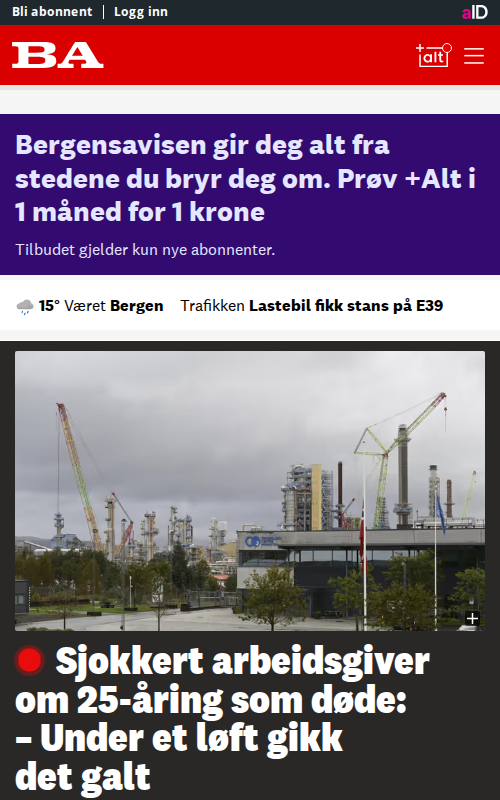 Bli abonnent | Logg inn
aID
BA
+alt
Bergensavisen gir deg alt fra
stedene du bryr deg om. Prøv +Alt i
1 måned for 1 krone
Tilbudet gjelder kun nye abonnenter.
15° Været Bergen Trafikken Lastebil fikk stans på E39
Sjokkert arbeidsgiver
om 25-åring som døde:
– Under et løft gikk
det galt